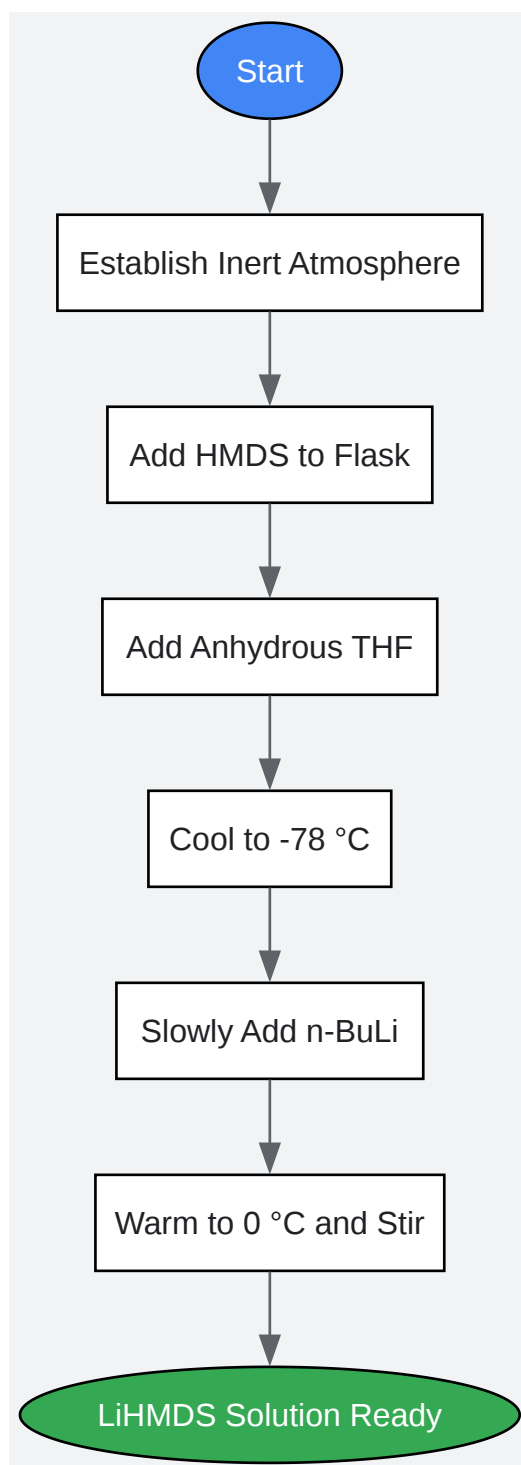 Start
Establish Inert Atmosphere
Add HMDS to Flask
Add Anhydrous THF
Cool to -78 °C
Slowly Add n-BuLi
Warm to 0 °C and Stir
LiHMDS Solution Ready